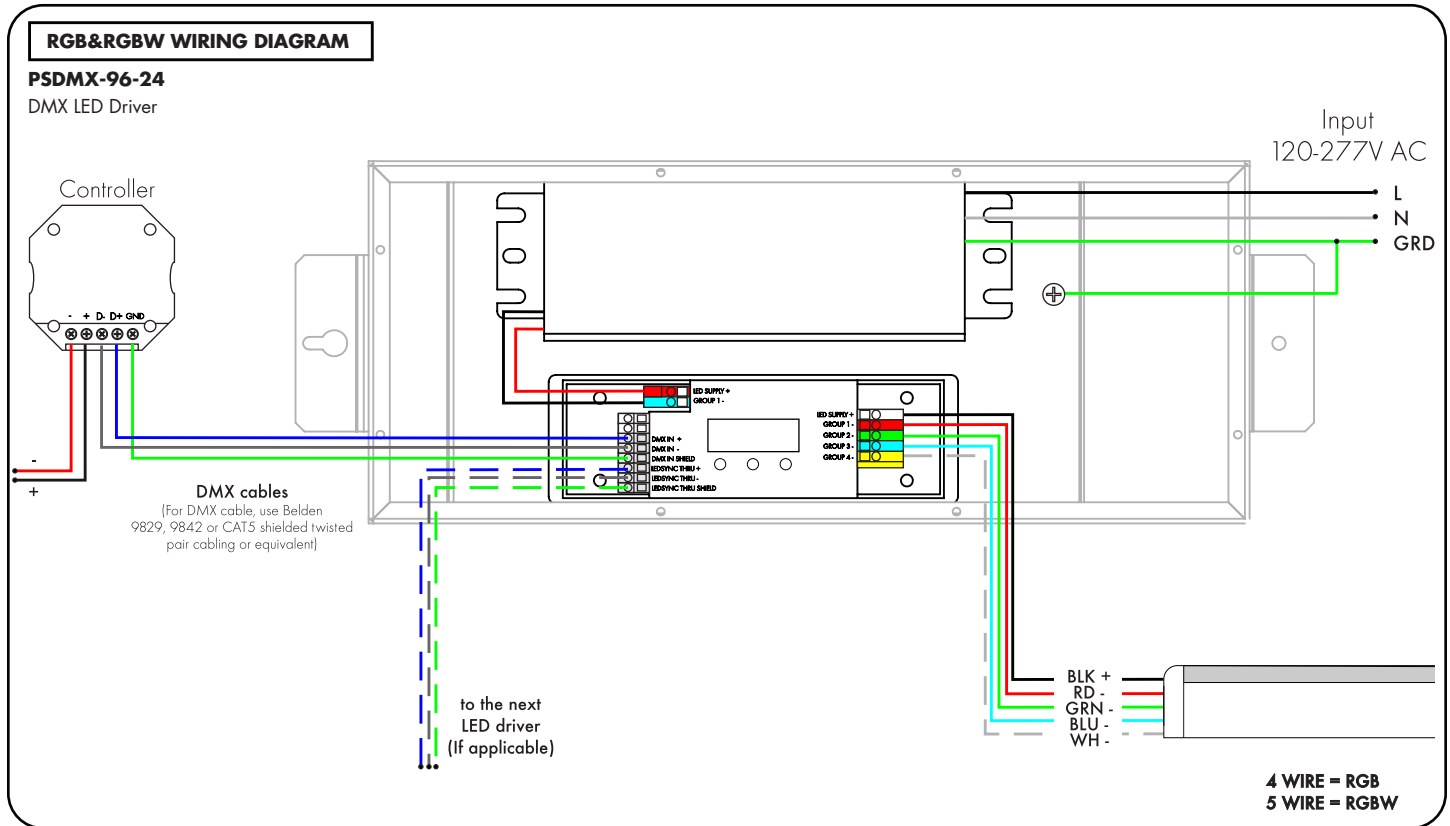 RGB&RGBW WIRING DIAGRAM
PSDMX-96-24
DMX LED Driver
Input
120-277V AC
L
N
GRD
Controller
- + D- D+ GND
-
+
DMX cables
(For DMX cable, use Belden
9829, 9842 or CAT5 shielded twisted
pair cabling or equivalent)
LED SUPPLY +
GROUP 1 -
DMX IN +
DMX IN -
DMX IN SHIELD
LEDSYNC THRU +
LEDSYNC THRU -
LEDSYNC THRU SHIELD
LED SUPPLY +
GROUP 1 -
GROUP 2 -
GROUP 3 -
GROUP 4 -
to the next
LED driver
(If applicable)
BLK +
RD -
GRN -
BLU -
WH -
4 WIRE = RGB
5 WIRE = RGBW